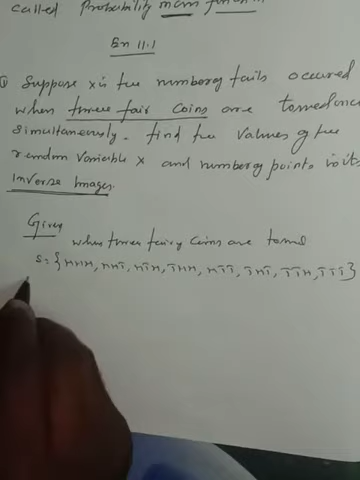 called Probability mass function
Ex 11.1
① Suppose X is the number of tails occured
when three fair coins are tossed once
simultaneously. find the values of the
random variable X and number of points in its
inverse images.
Given
when three fairy coins are tossed
S = { HHH, HHT, HTH, THH, HTT, THT, TTH, TTT }